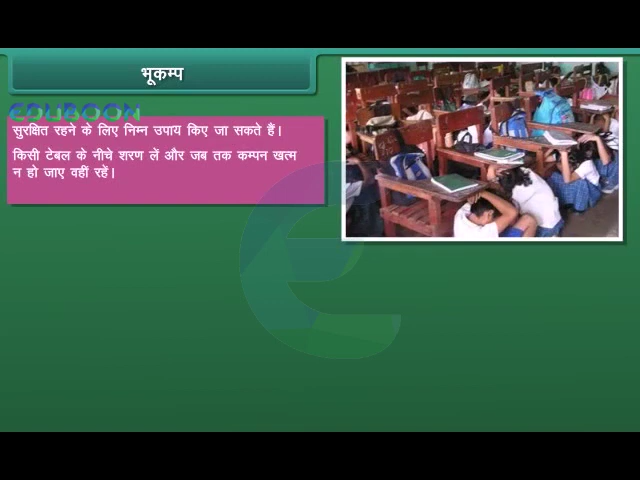 भूकम्प
EDUBOON
सुरक्षित रहने के लिए निम्न उपाय किए जा सकते हैं।
किसी टेबल के नीचे शरण लें और जब तक कम्पन खत्म
न हो जाए वहीं रहें।